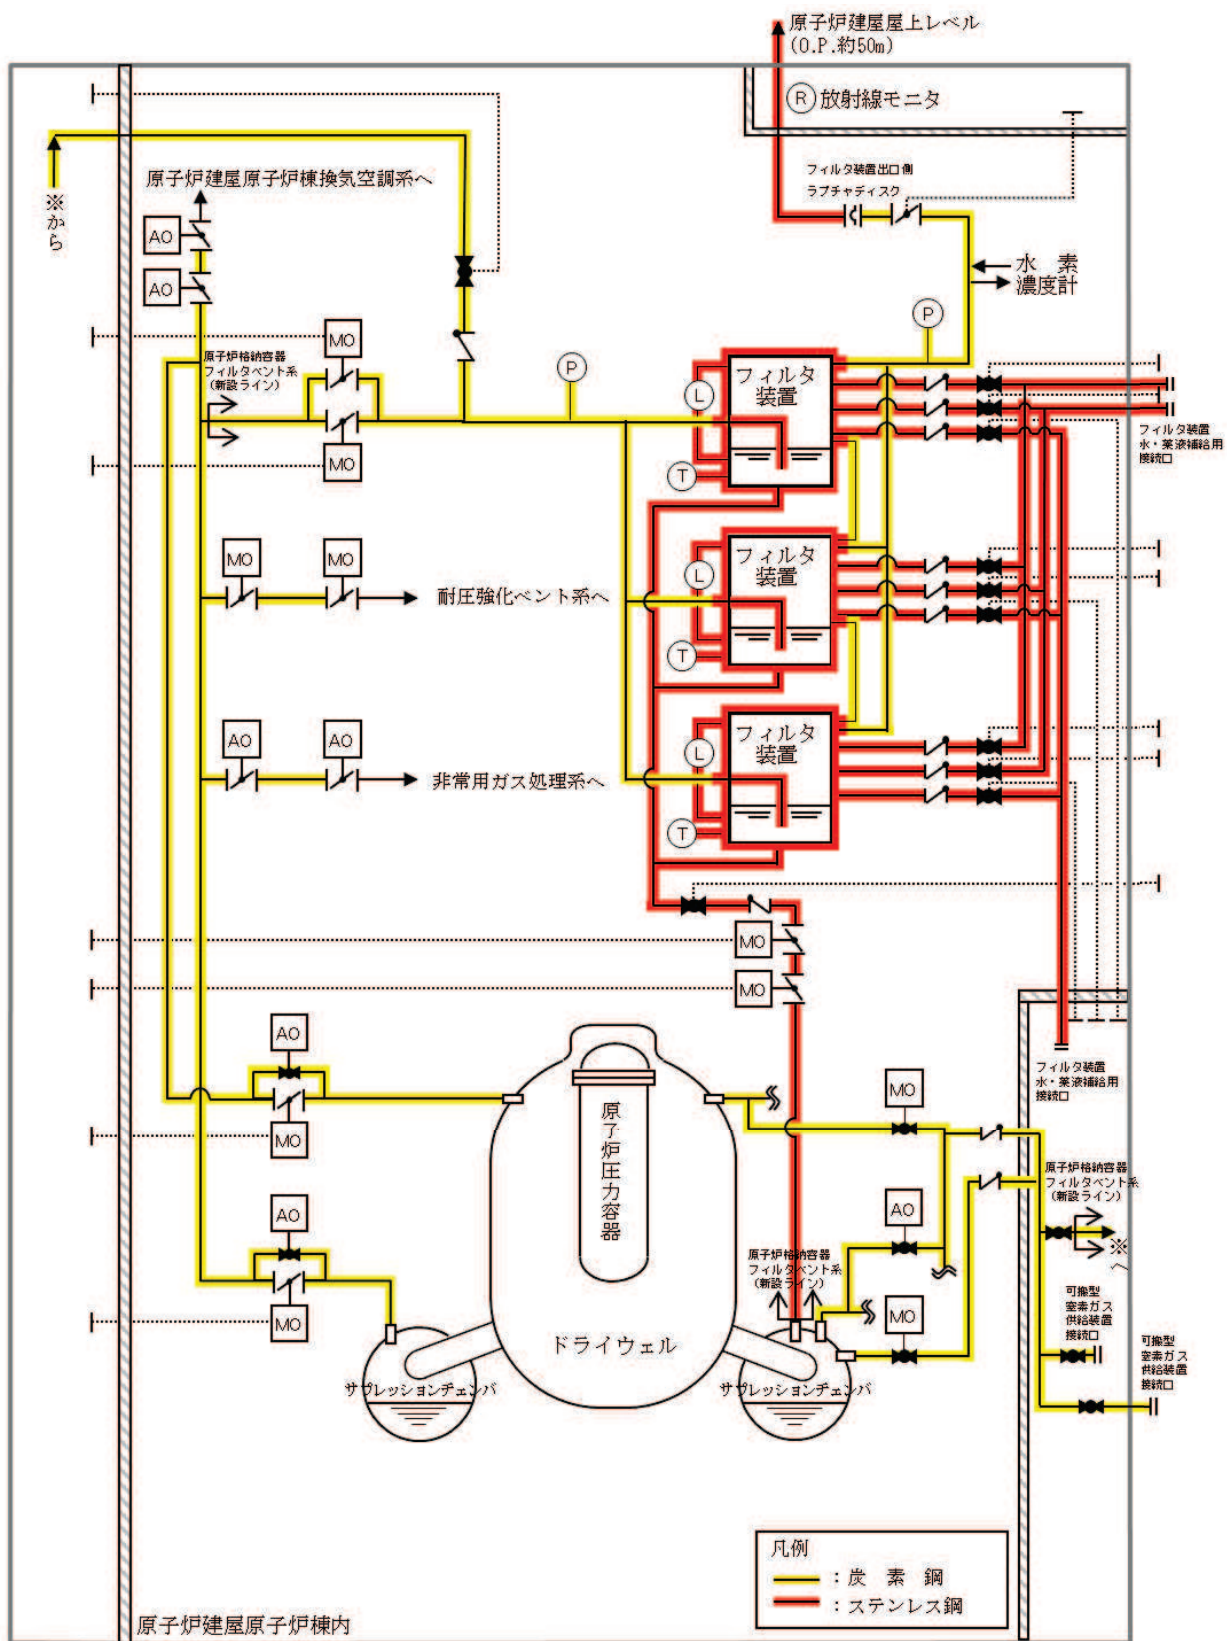 原子炉建屋屋上レベル
(O.P.約50m)
R 放射線モニタ
フィルタ装置出口側
ラプチャディスク
原子炉建屋原子炉棟換気空調系へ
※から
AO
AO
水 素
濃度計
P
MO
原子炉格納容器
フィルタベント系
(新設ライン)
P
MO
フィルタ
装置
L
T
フィルタ装置
水・薬液補給用
接続口
MO
MO
耐圧強化ベント系へ
フィルタ
装置
L
T
AO
AO
非常用ガス処理系へ
フィルタ
装置
L
T
MO
MO
AO
MO
原子炉圧力容器
MO
フィルタ装置
水・薬液補給用
接続口
原子炉格納容器
フィルタベント系
(新設ライン)
※へ
AO
AO
MO
原子炉格納容器
フィルタベント系
(新設ライン)
MO
可搬型
窒素ガス
供給装置
接続口
可搬型
窒素ガス
供給装置
接続口
ドライウェル
サプレッションチェンバ
サプレッションチェンバ
凡例
:炭 素 鋼
:ステンレス鋼
原子炉建屋原子炉棟内